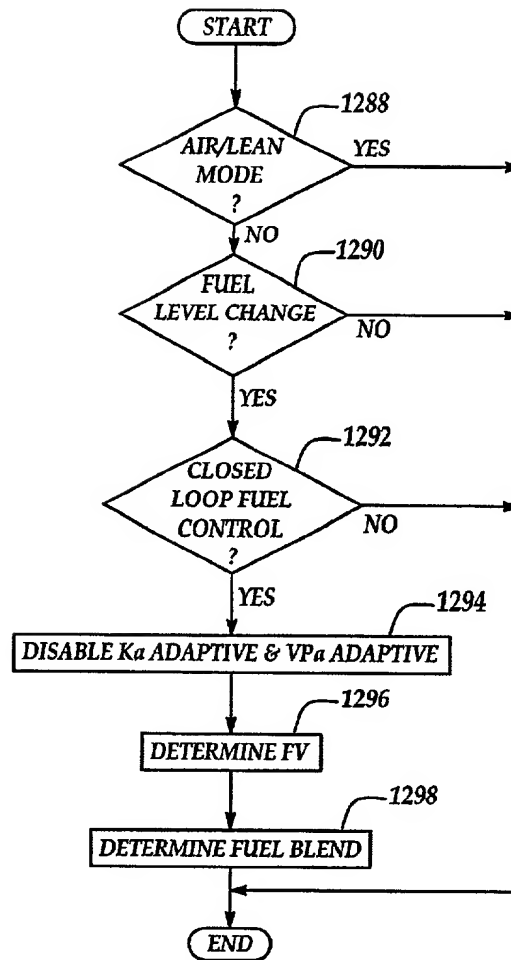 START
1288
AIR/LEAN
MODE
?
YES
NO
1290
FUEL
LEVEL CHANGE
?
NO
YES
1292
CLOSED
LOOP FUEL
CONTROL
?
NO
YES
1294
DISABLE Ka ADAPTIVE & VPa ADAPTIVE
1296
DETERMINE FV
1298
DETERMINE FUEL BLEND
END